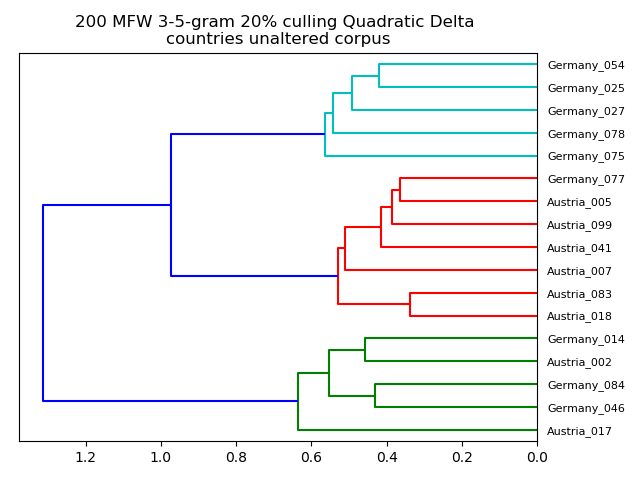 200 MFW 3-5-gram 20% culling Quadratic Delta
countries unaltered corpus
Germany_054
Germany_025
Germany_027
Germany_078
Germany_075
Germany_077
Austria_005
Austria_099
Austria_041
Austria_007
Austria_083
Austria_018
Germany_014
Austria_002
Germany_084
Germany_046
Austria_017
1.2 1.0 0.8 0.6 0.4 0.2 0.0